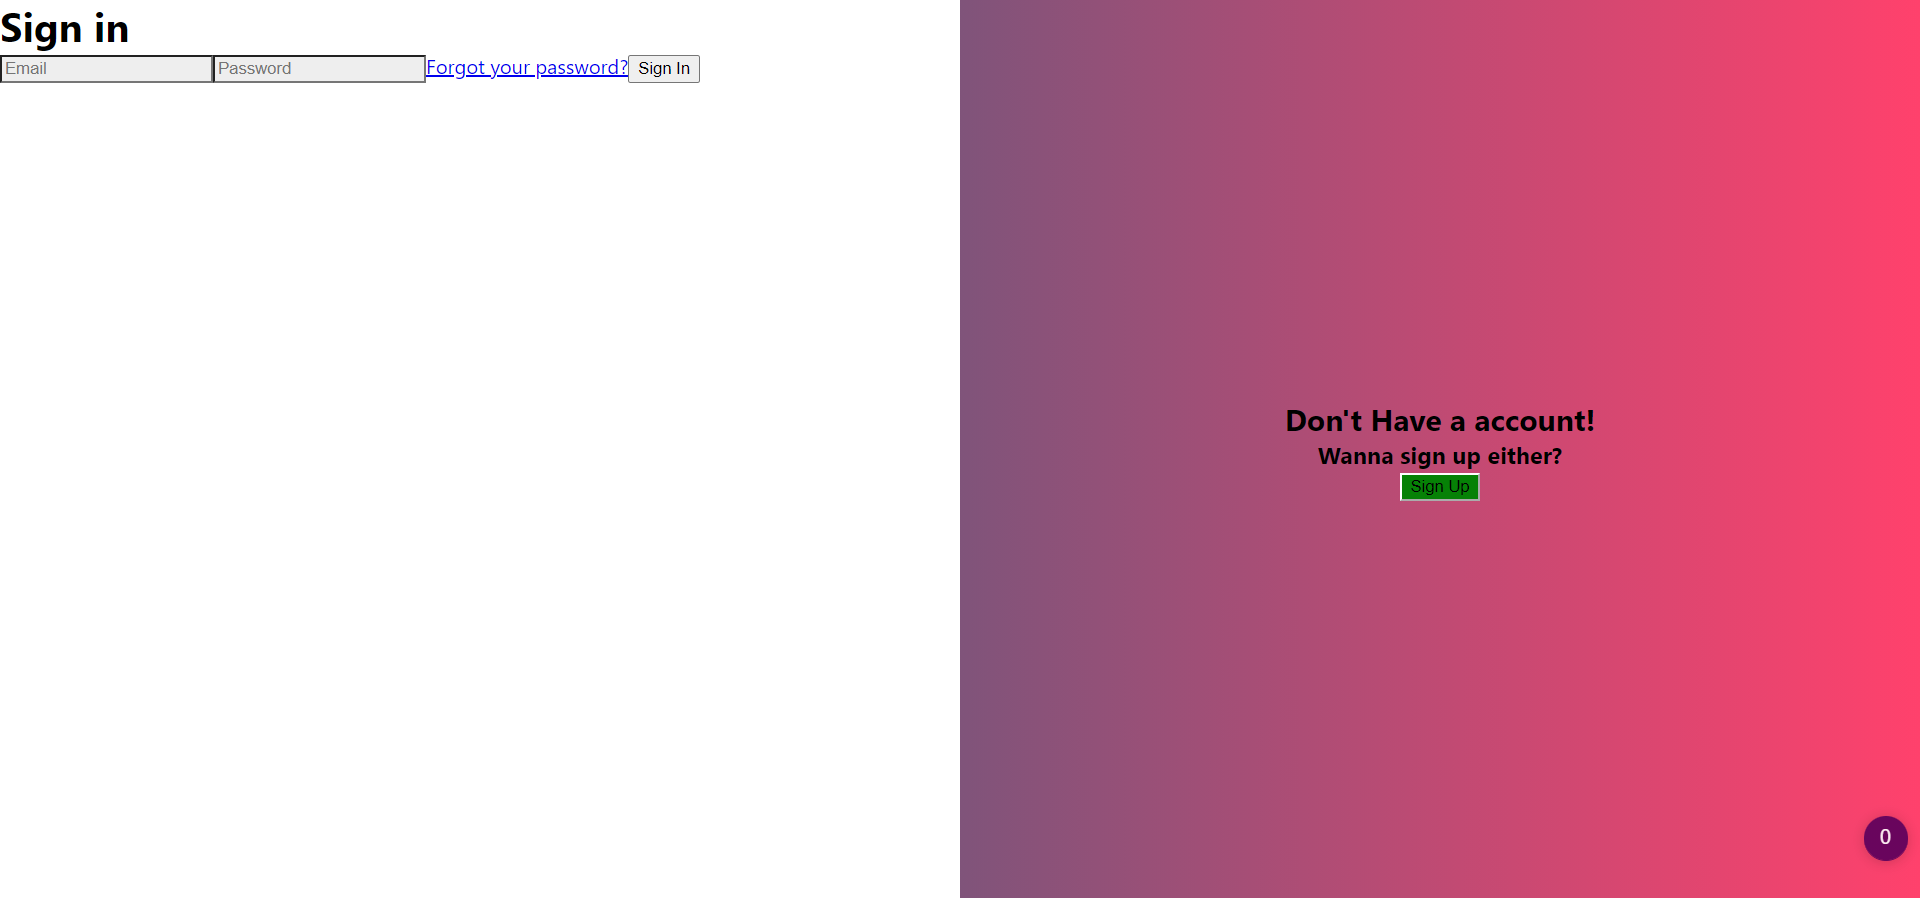 Sign in
Email Password Forgot your password? Sign In
Don't Have a account!
Wanna sign up either?
Sign Up
0